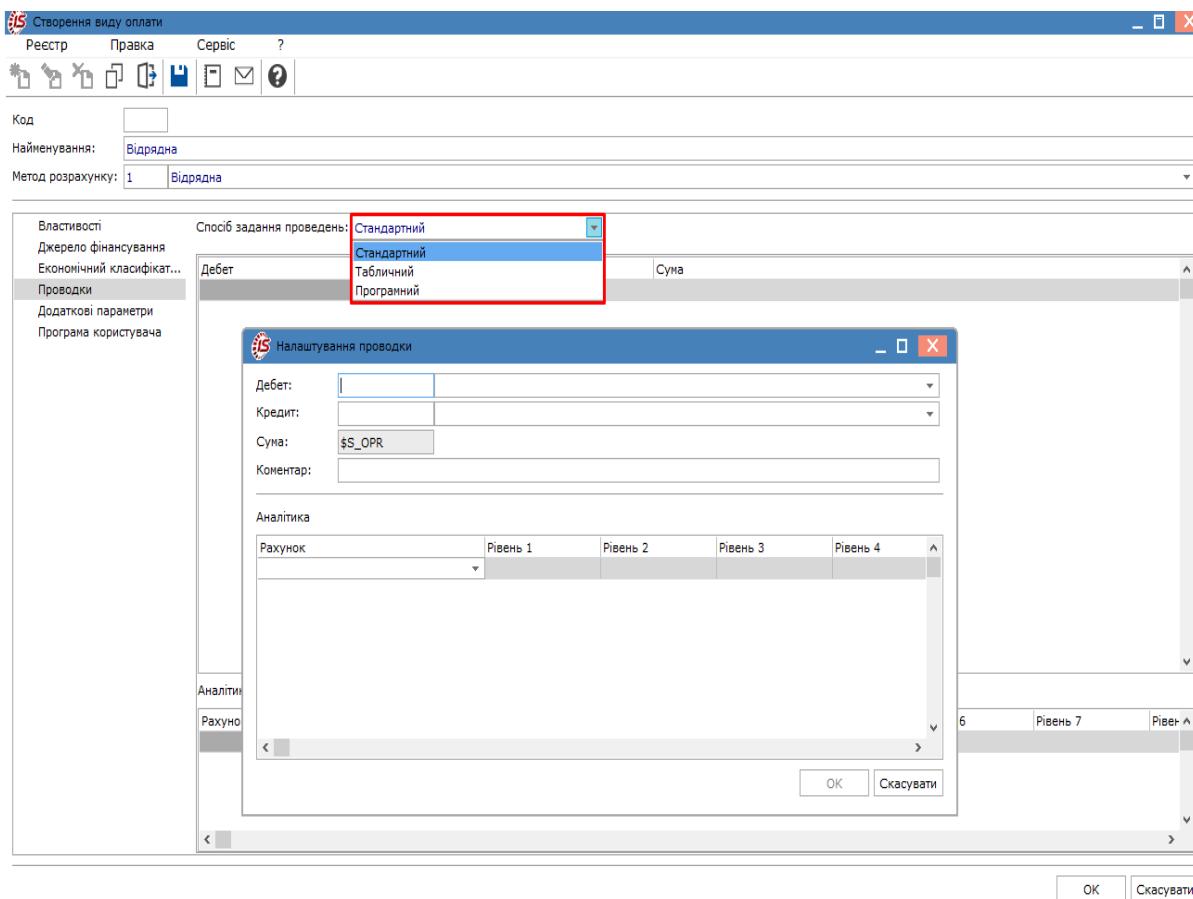 Створення виду оплати
Реєстр Правка Сервіс ?
Код
Найменування: Відрядна
Метод розрахунку: 1 Відрядна
Властивості
Джерело фінансування
Економічний класифікат...
Проводки
Додаткові параметри
Програма користувача
Спосіб задання проведень: Стандартний
Стандартний
Табличний
Програмний
Дебет Сума
Налаштування проводки
Дебет:
Кредит:
Сума: $S_OPR
Коментар:
Аналітика
Рахунок Рівень 1 Рівень 2 Рівень 3 Рівень 4
OK Скасувати
Аналіти
Рахуно 6 Рівень 7 Рівен
OK Скасувати